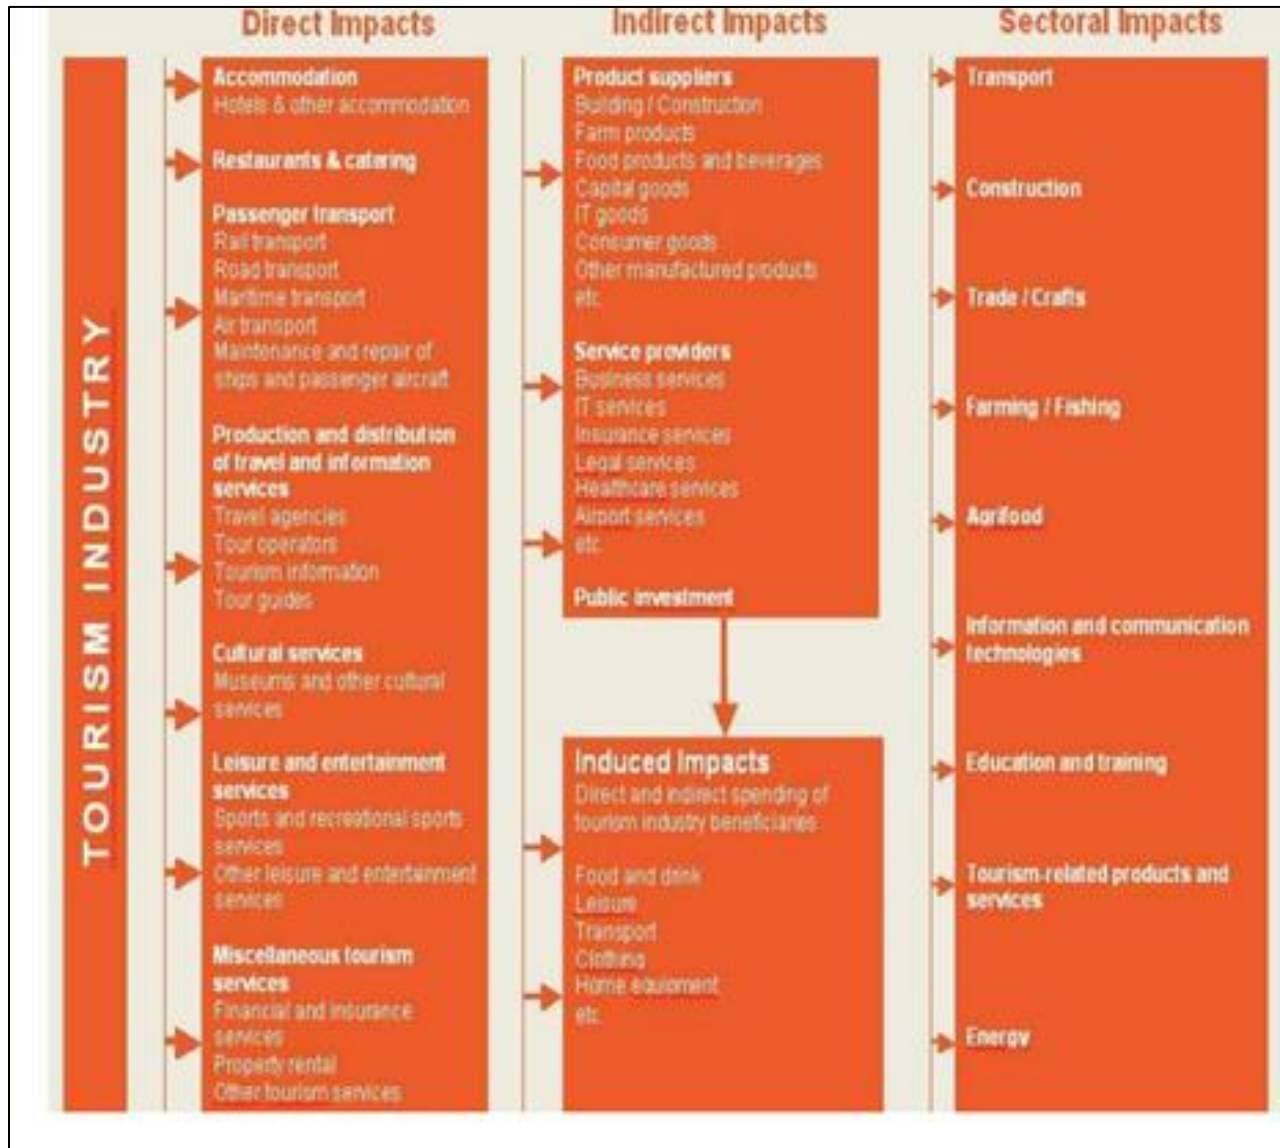 TOURISM INDUSTRY
Direct Impacts
Accommodation
Hotels & other accommodation
Restaurants & catering
Passenger transport
Rail transport
Road transport
Maritime transport
Air transport
Maintenance and repair of
ships and passenger aircraft
Production and distribution
of travel and information
services
Travel agencies
Tour operators
Tourism information
Tour guides
Cultural services
Museums and other cultural
services
Leisure and entertainment
services
Sports and recreational sports
services
Other leisure and entertainment
services
Miscellaneous tourism
services
Financial and insurance
services
Property rental
Other tourism services
Indirect Impacts
Product suppliers
Building / Construction
Farm products
Food products and beverages
Capital goods
IT goods
Consumer goods
Other manufactured products
etc.
Service providers
Business services
IT services
Insurance services
Legal services
Healthcare services
Airport services
etc.
Public investment
Induced Impacts
Direct and indirect spending of
tourism industry beneficiaries
Food and drink
Leisure
Transport
Clothing
Home equipment
etc.
Sectoral Impacts
Transport
Construction
Trade / Crafts
Farming / Fishing
Agrifood
Information and communication
technologies
Education and training
Tourism-related products and
services
Energy